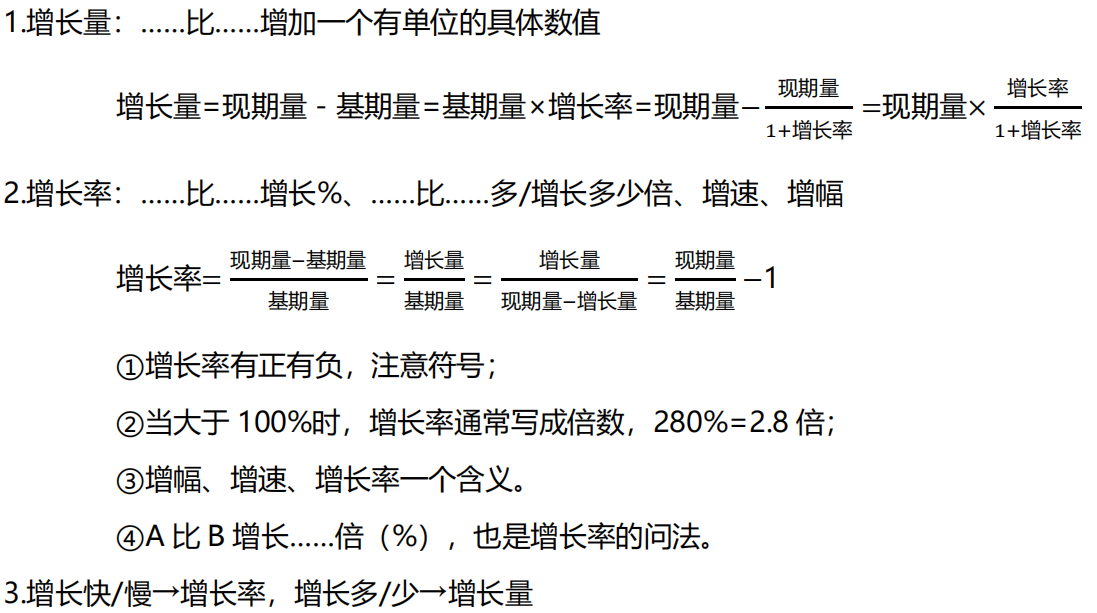 1.增长量：……比……增加一个有单位的具体数值
增长量=现期量 - 基期量=基期量×增长率=现期量−现期量/(1+增长率)=现期量×增长率/(1+增长率)
2.增长率：……比……增长%、……比……多/增长多少倍、增速、增幅
增长率=(现期量−基期量)/基期量=增长量/基期量=增长量/(现期量−增长量)=现期量/基期量−1
①增长率有正有负，注意符号；
②当大于 100%时，增长率通常写成倍数，280%=2.8 倍；
③增幅、增速、增长率一个含义。
④A 比 B 增长……倍（%），也是增长率的问法。
3.增长快/慢→增长率，增长多/少→增长量